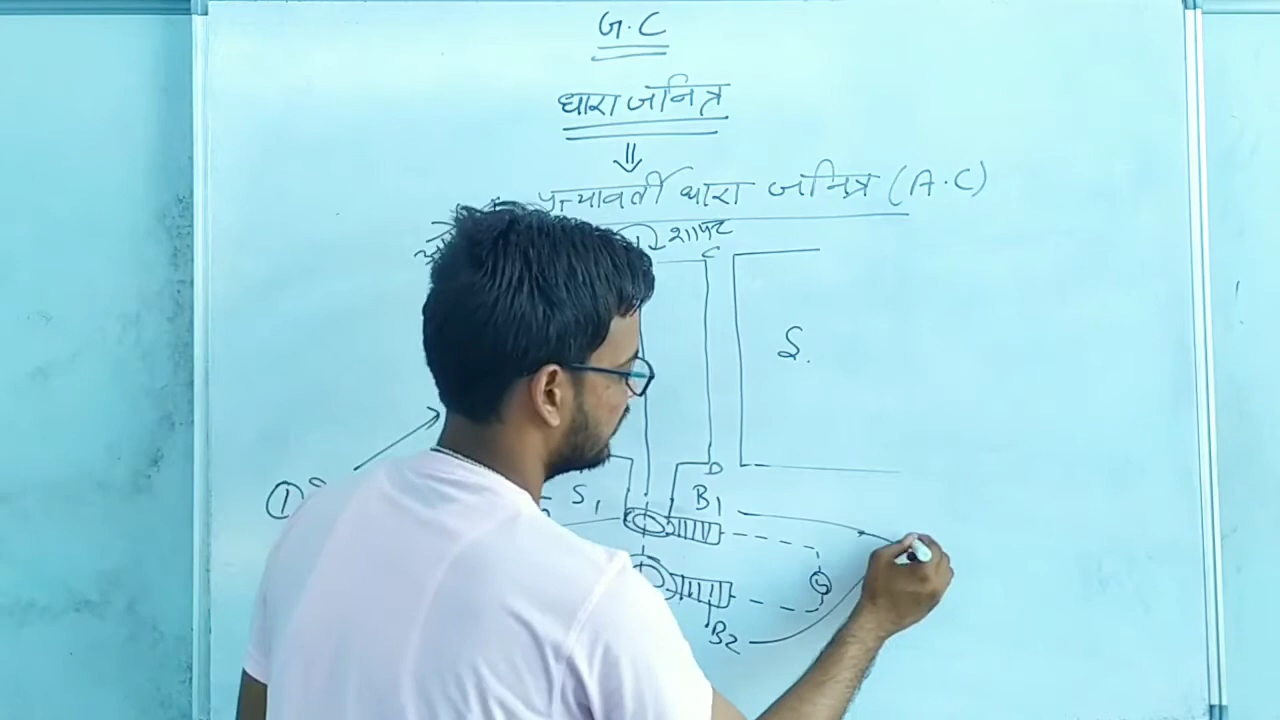 G.C
धारा जनित्र
⇓
प्रत्यावर्ती धारा जनित्र (A.C)
शाफ्ट
C
S.
D
①
S1
B1
G
B2